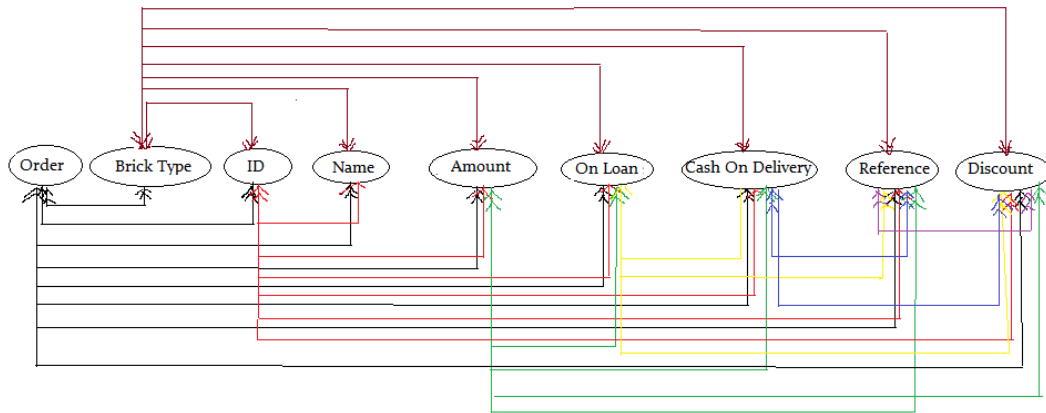 Order
Brick Type
ID
Name
Amount
On Loan
Cash On Delivery
Reference
Discount